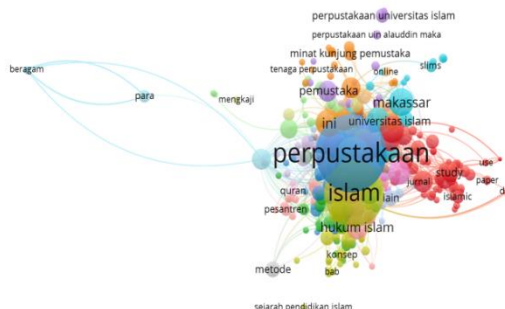 perpustakaan universitas islam
perpustakaan uin alauddin maka
minat kunjung pemustaka
beragam
tenaga perpustakaan
online
slims
para
mengkaji
pemustaka
makassar
ini
universitas islam
perpustakaan
use
study
paper
quran
islam
iain
jurnal
islamic
pesantren
hukum islam
konsep
metode
bab
sejarah pendidikan islam